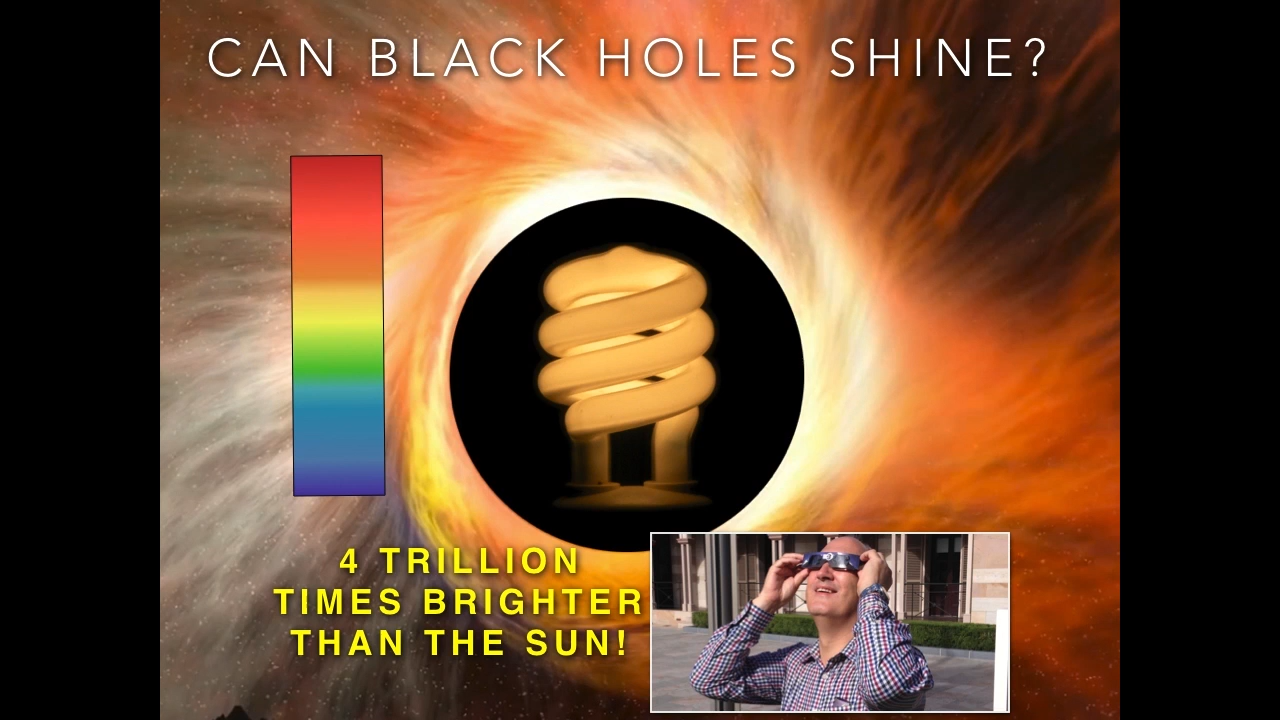 CAN BLACK HOLES SHINE?
4 TRILLION
TIMES BRIGHTER
THAN THE SUN!